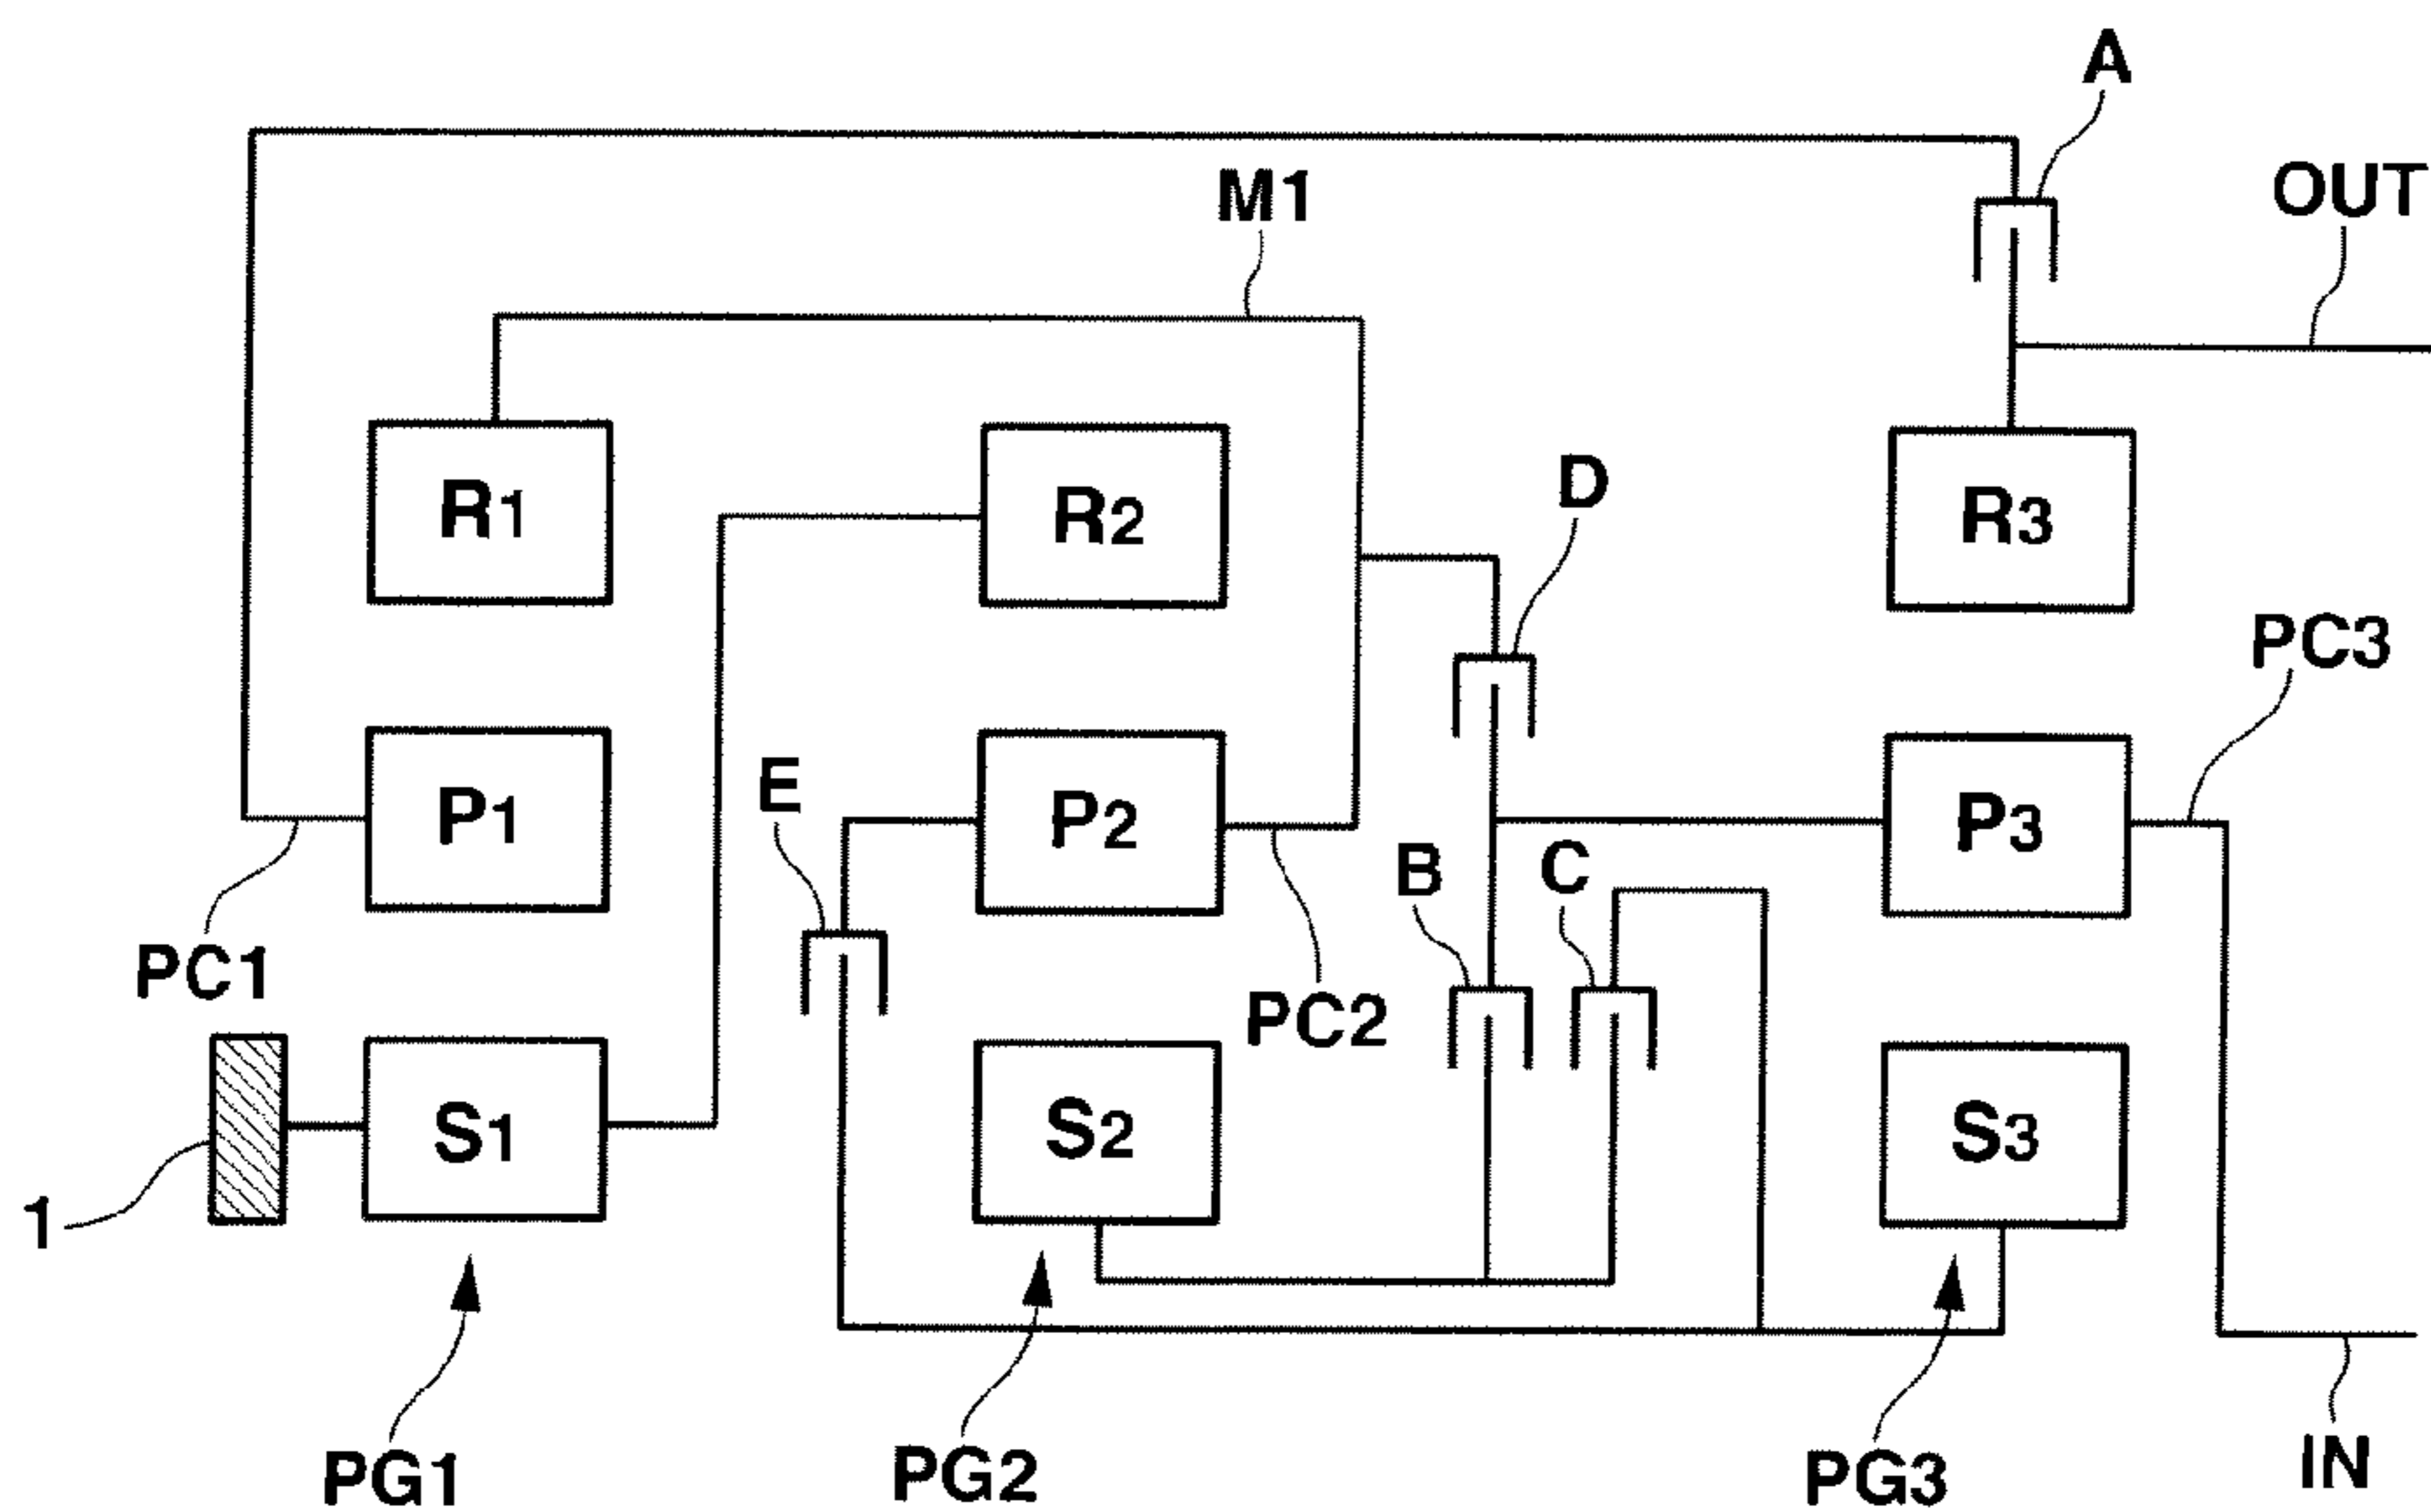 A
M1
OUT
D
R1
R2
R3
PC3
E
P1
P2
B
C
P3
PC1
PC2
1
S1
S2
S3
PG1
PG2
PG3
IN